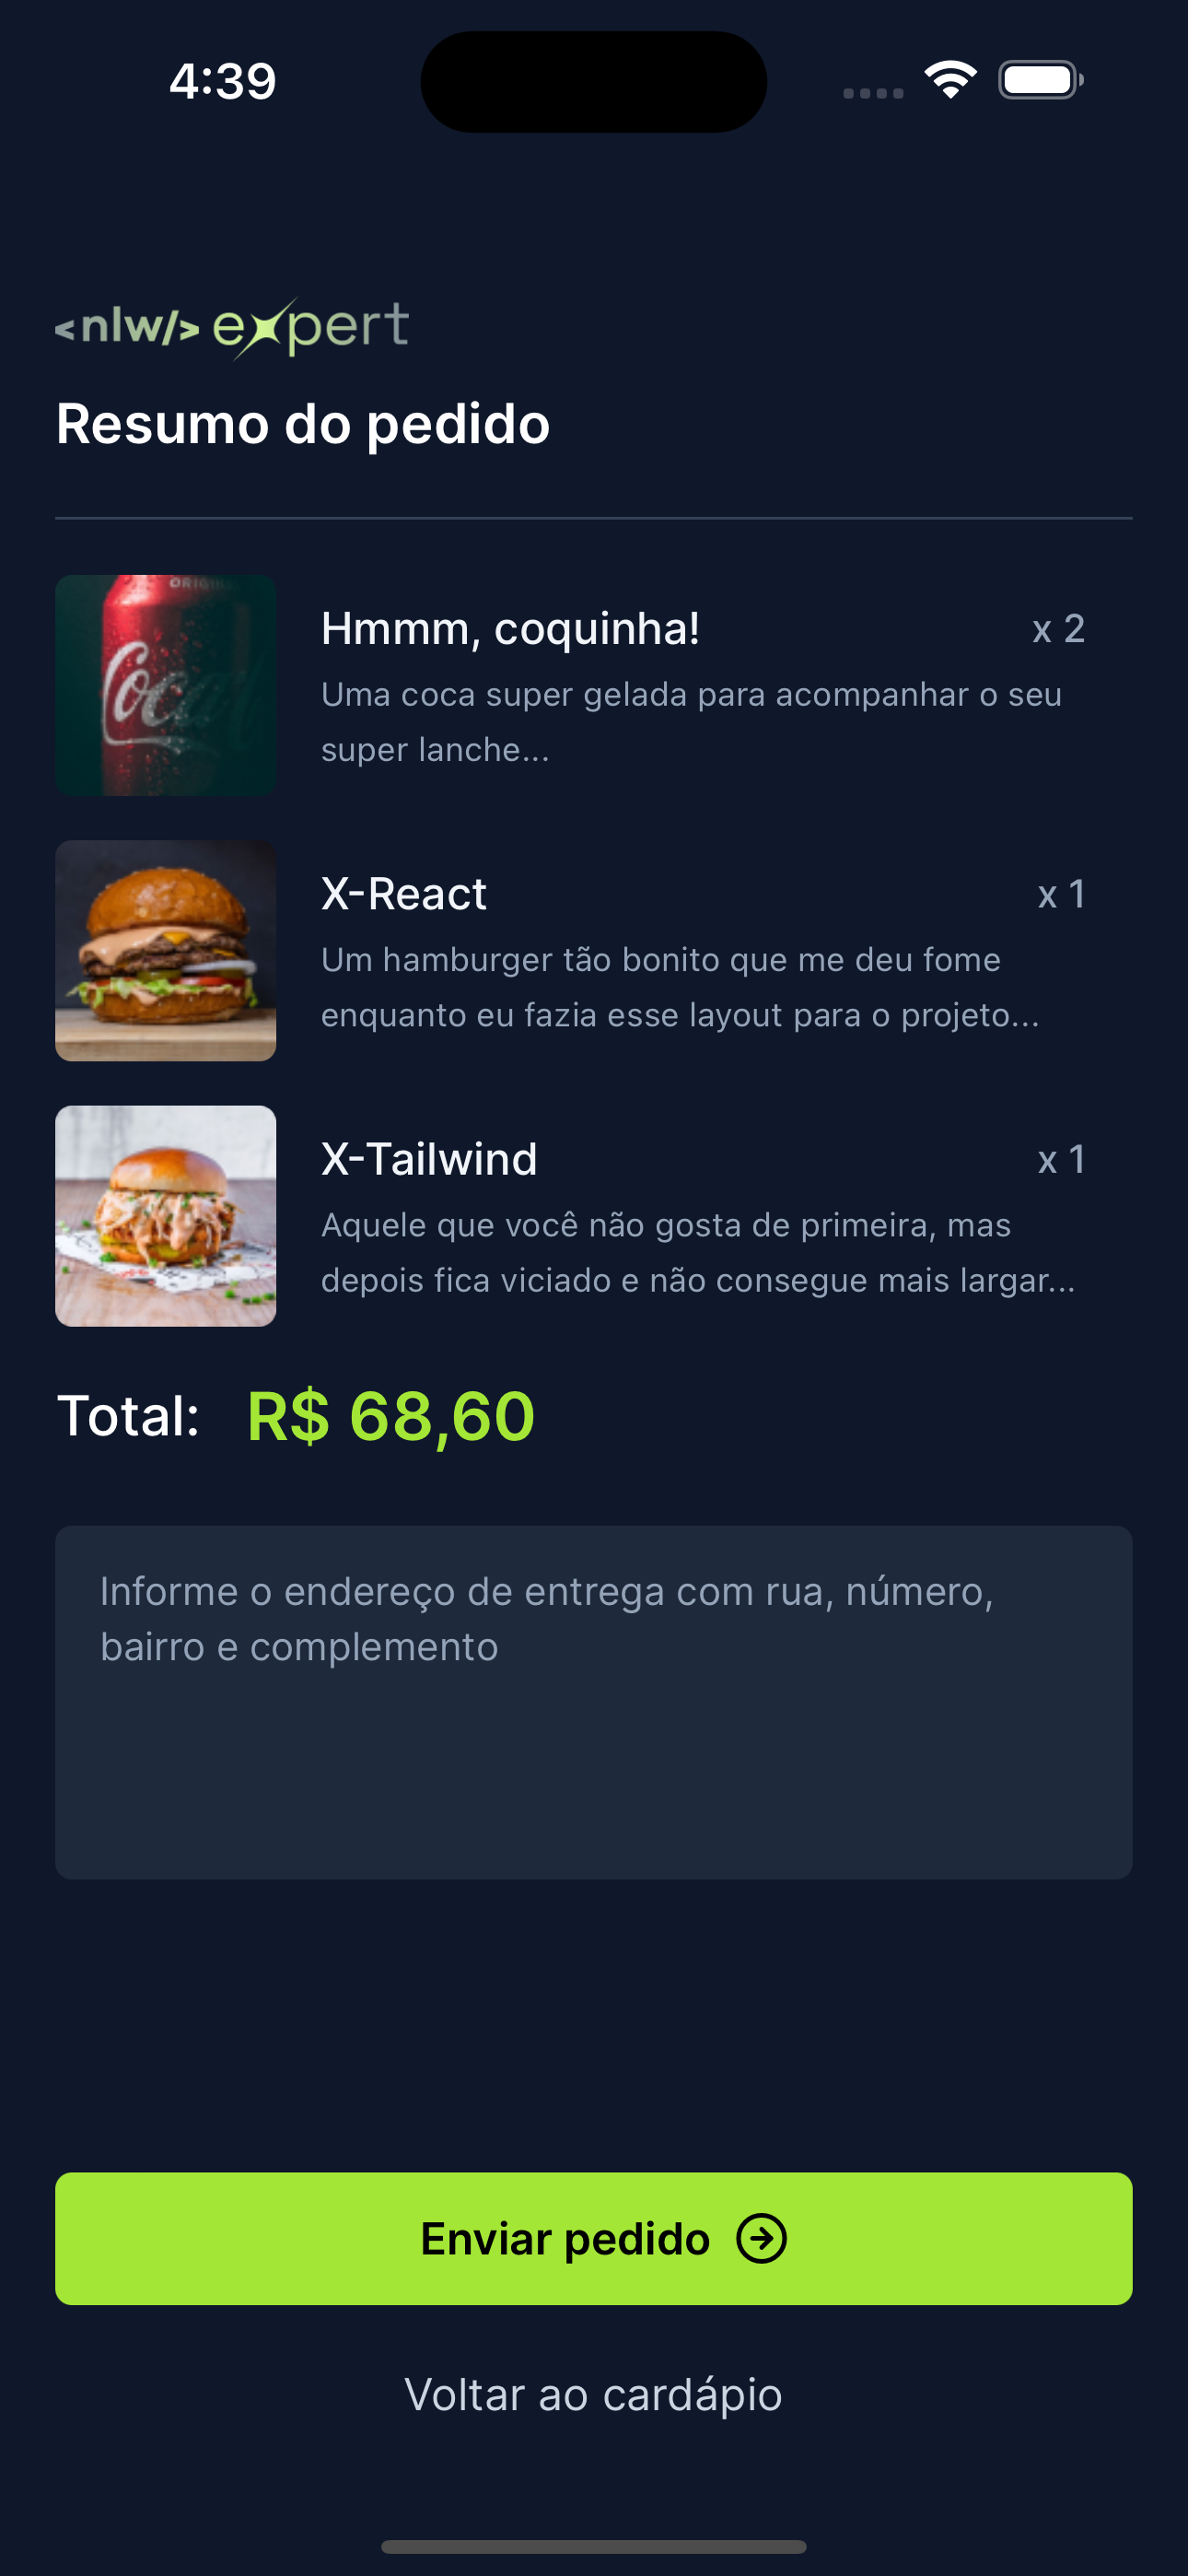 4:39
<nlw/> expert
Resumo do pedido
ORIGIN
Coca
Hmmm, coquinha!
x 2
Uma coca super gelada para acompanhar o seu
super lanche...
X-React
x 1
Um hamburger tão bonito que me deu fome
enquanto eu fazia esse layout para o projeto...
X-Tailwind
x 1
Aquele que você não gosta de primeira, mas
depois fica viciado e não consegue mais largar...
Total: R$ 68,60
Informe o endereço de entrega com rua, número,
bairro e complemento
Enviar pedido
Voltar ao cardápio